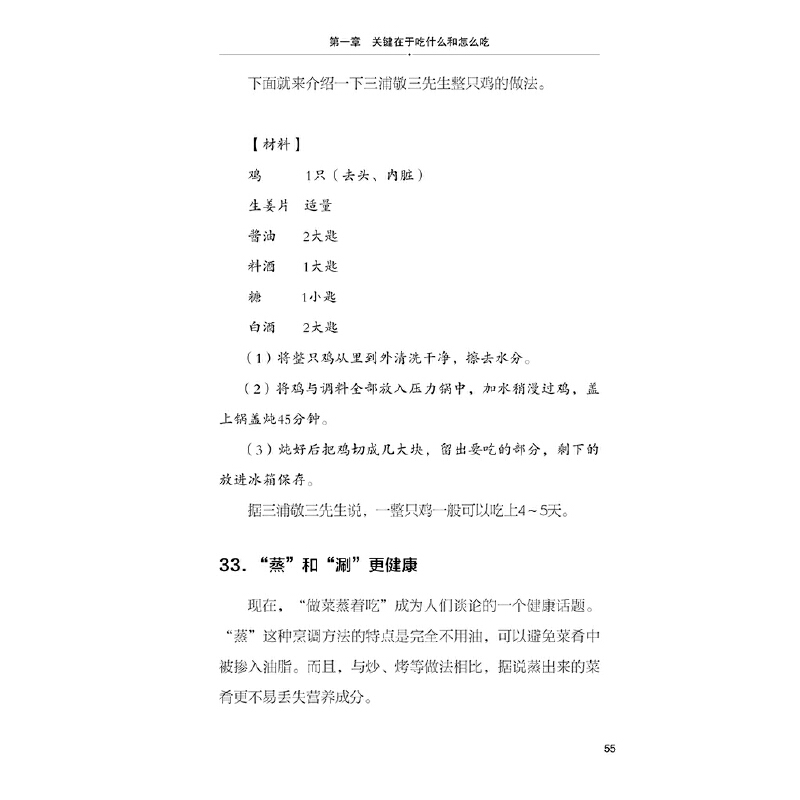 第一章 关键在于吃什么和怎么吃
下面就来介绍一下三浦敬三先生整只鸡的做法。
【材料】
鸡 1只（去头、内脏）
生姜片 适量
酱油 2大匙
料酒 1大匙
糖 1小匙
白酒 2大匙
（1）将整只鸡从里到外清洗干净，擦去水分。
（2）将鸡与调料全部放入压力锅中，加水稍漫过鸡，盖
上锅盖炖45分钟。
（3）炖好后把鸡切成几大块，留出要吃的部分，剩下的
放进冰箱保存。
据三浦敬三先生说，一整只鸡一般可以吃上4～5天。
33．“蒸”和“涮”更健康
现在，“做菜蒸着吃”成为人们谈论的一个健康话题。
“蒸”这种烹调方法的特点是完全不用油，可以避免菜肴中
被掺入油脂。而且，与炒、烤等做法相比，据说蒸出来的菜
肴更不易丢失营养成分。
55